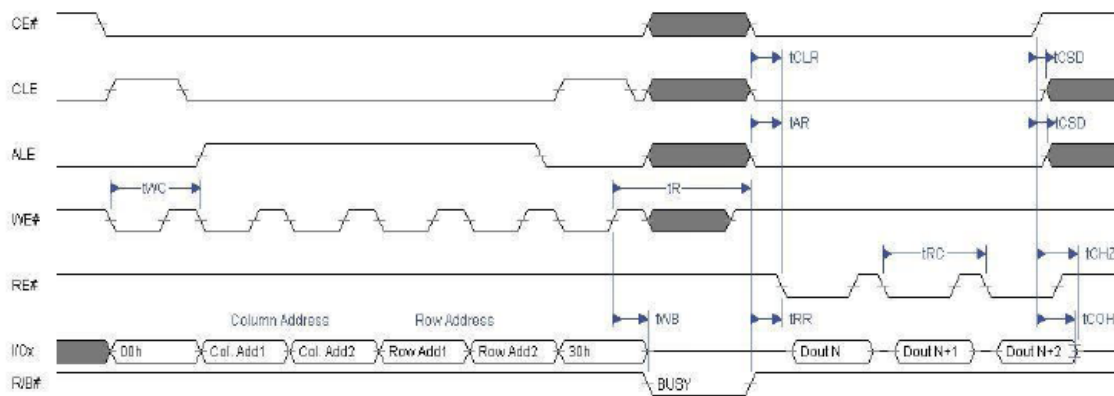 CE#
tCLR
tCSD
CLE
tAR
tCSD
ALE
tWC
tR
WE#
tRC
tCHZ
RE#
Column Address
Row Address
tWB
tRR
tCOH
I/Ox
00h
Col. Add1
Col. Add2
Row Add1
Row Add2
30h
Dout N
Dout N+1
Dout N+2
R/B#
BUSY